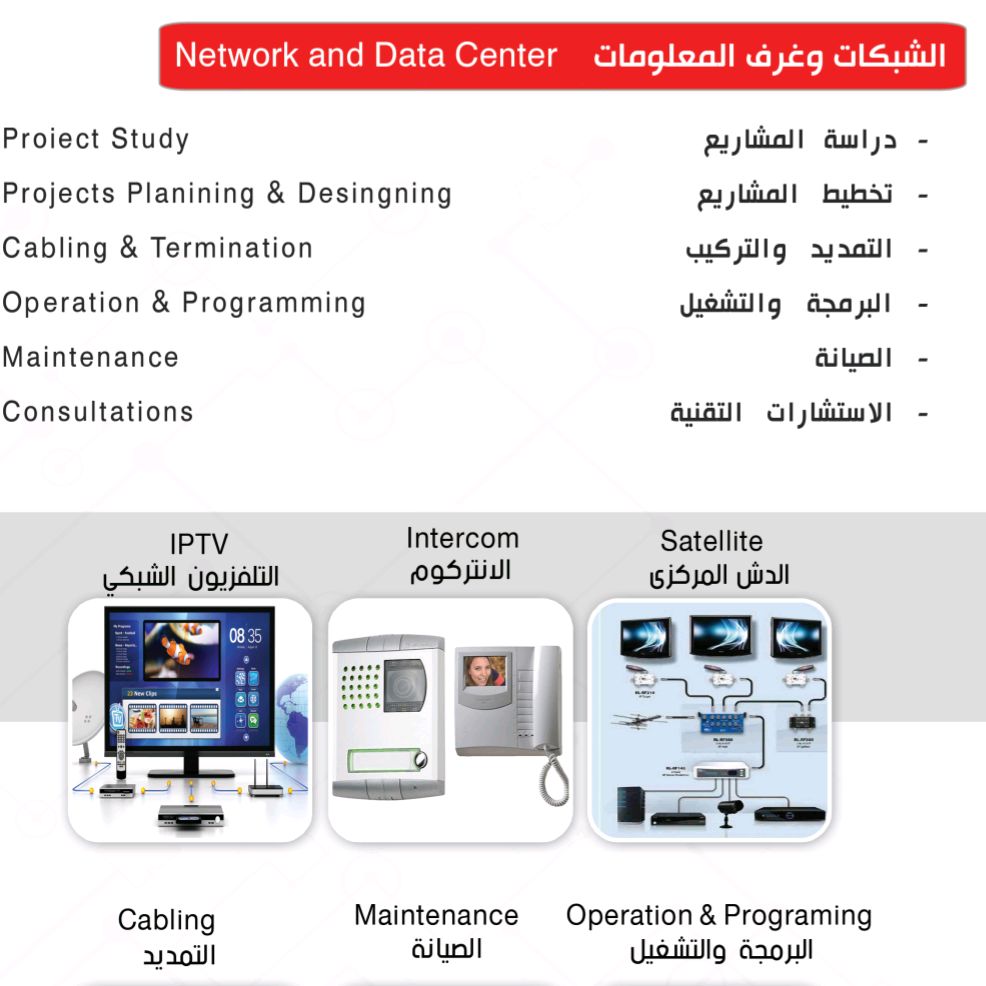 Network and Data Center الشبكات وغرف المعلومات
Proiect Study - دراسة المشاريع
Projects Planining & Desingning - تخطيط المشاريع
Cabling & Termination - التمديد والتركيب
Operation & Programming - البرمجة والتشغيل
Maintenance - الصيانة
Consultations - الاستشارات التقنية
IPTV
التلفزيون الشبكي
Intercom
الانتركوم
Satellite
الدش المركزى
08 35
23 New Clips
Cabling
التمديد
Maintenance
الصيانة
Operation & Programing
البرمجة والتشغيل